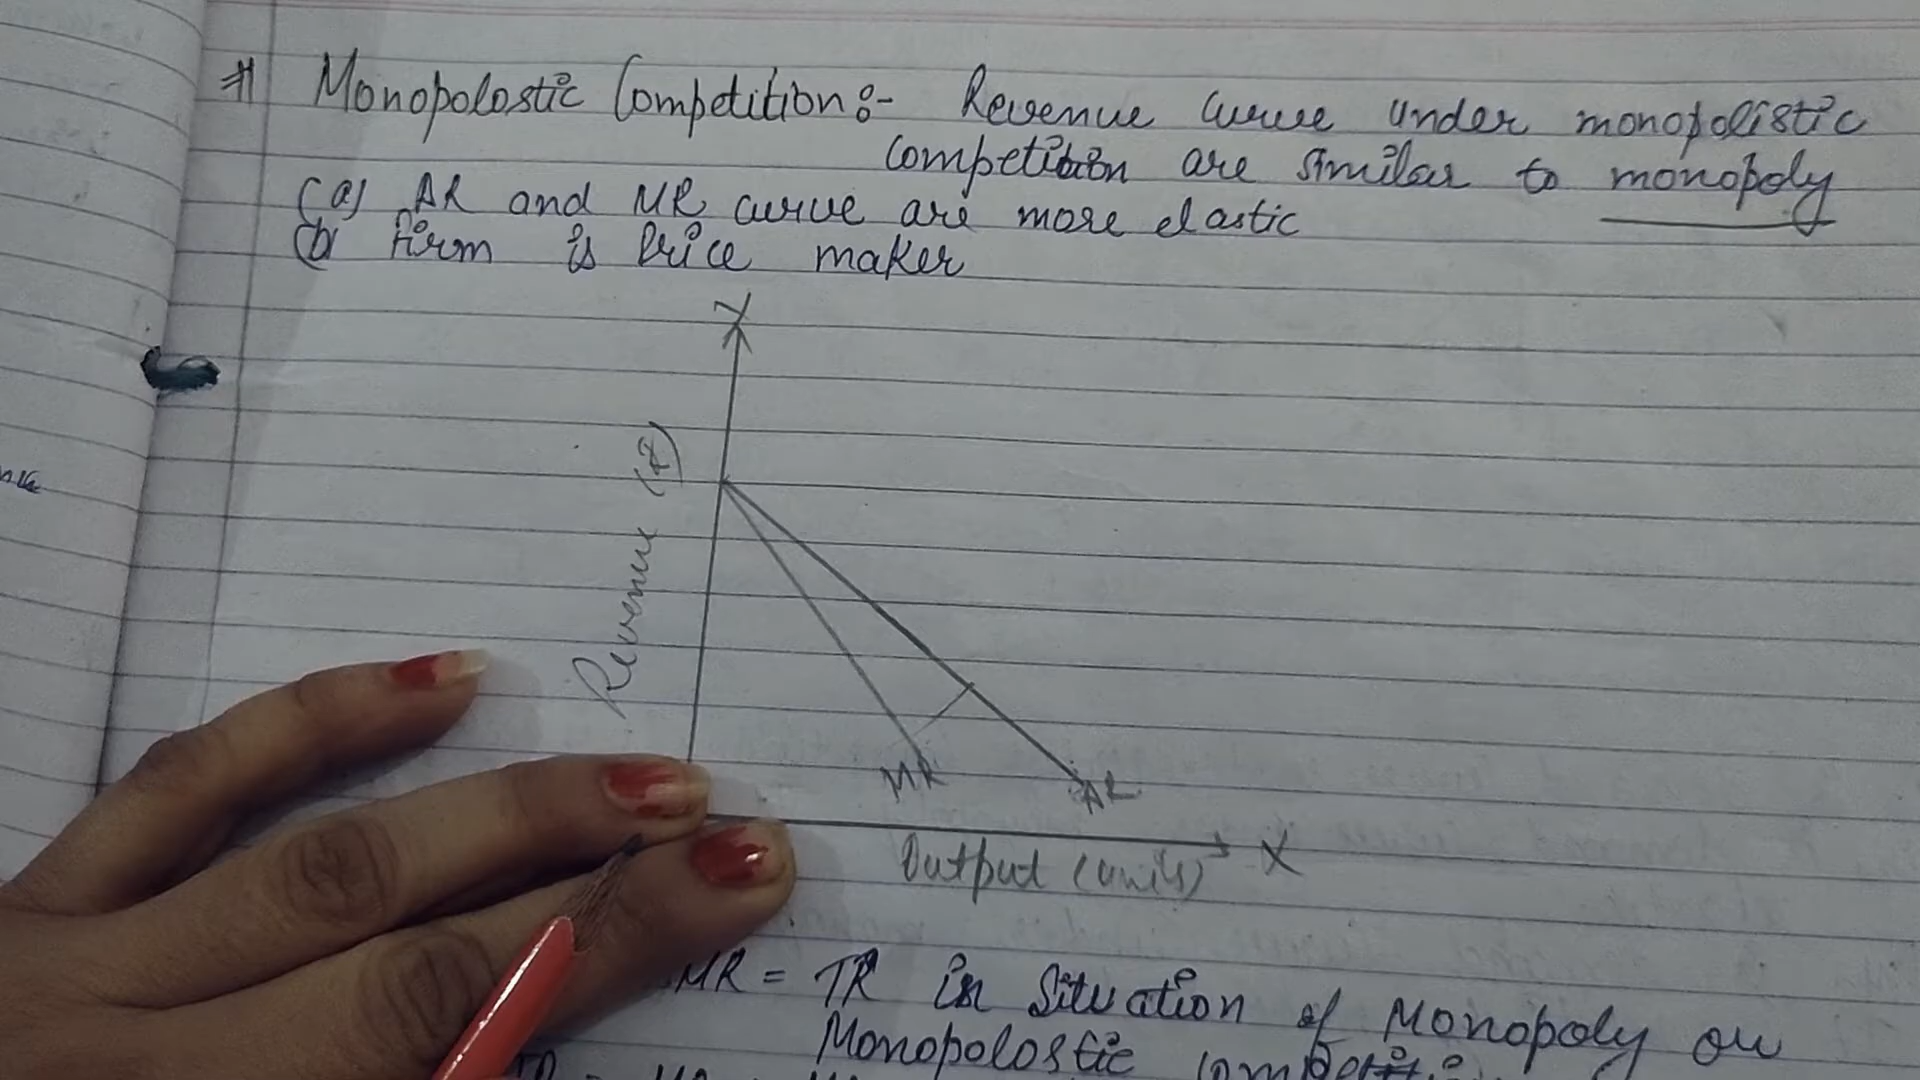 # Monopolostic Competition :- Revenue curve under monopolistic
competition are similar to monopoly
(a) AR and MR curve are more elastic
(b) Firm is Price maker
Y
Revenue (₹)
MR
AR
X
Output (units)
MR = TR in Situation of Monopoly or
Monopolostic